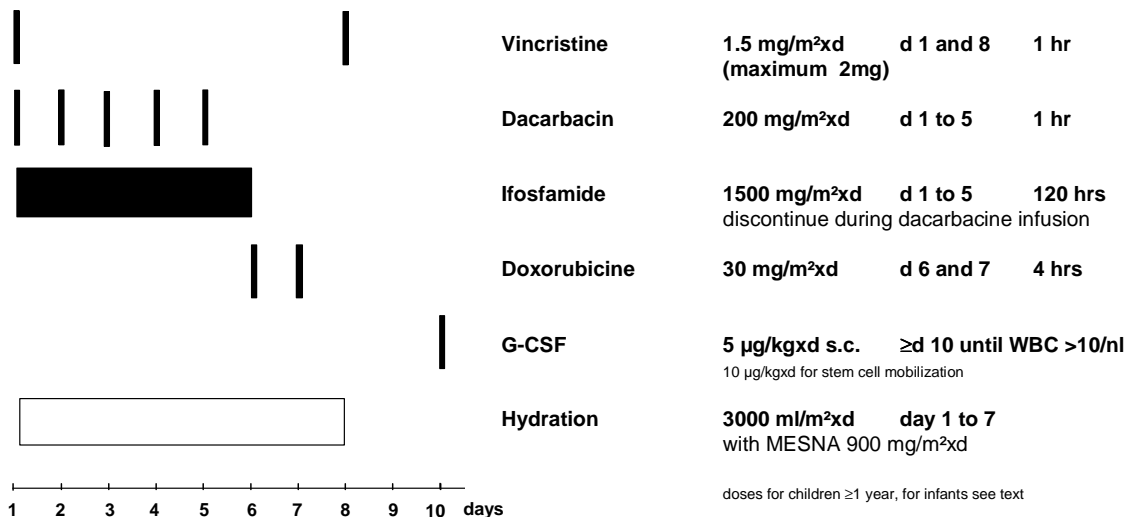 Vincristine 1.5 mg/m²xd d 1 and 8 1 hr
(maximum 2mg)
Dacarbacin 200 mg/m²xd d 1 to 5 1 hr
Ifosfamide 1500 mg/m²xd d 1 to 5 120 hrs
discontinue during dacarbacine infusion
Doxorubicine 30 mg/m²xd d 6 and 7 4 hrs
G-CSF 5 µg/kgxd s.c. ≥d 10 until WBC >10/nl
10 µg/kgxd for stem cell mobilization
Hydration 3000 ml/m²xd day 1 to 7
with MESNA 900 mg/m²xd
doses for children ≥1 year, for infants see text
1 2 3 4 5 6 7 8 9 10 days